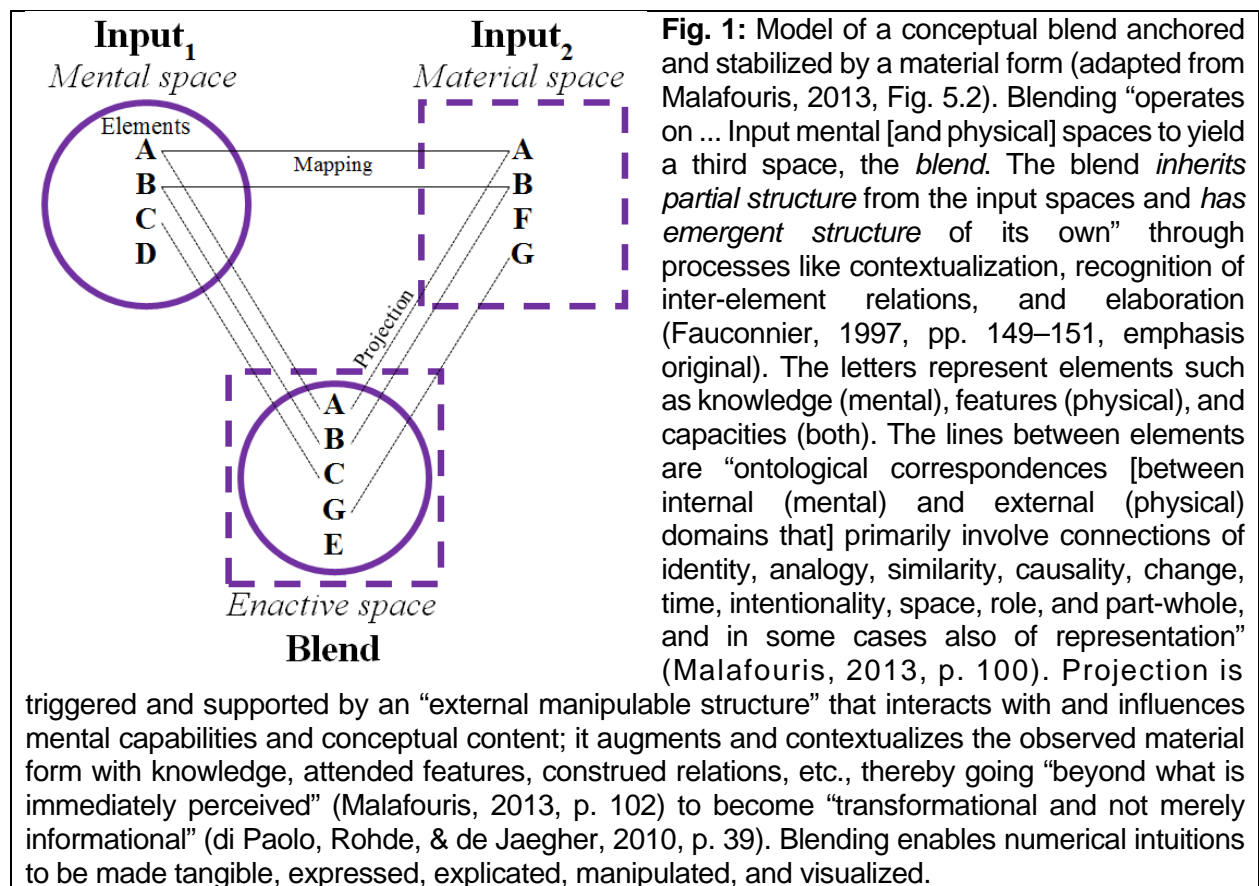 Input₁
Mental space
Elements
A
B
C
D
Mapping
Input₂
Material space
A
B
F
G
Projection
A
B
C
G
E
Enactive space
Blend
Fig. 1: Model of a conceptual blend anchored
and stabilized by a material form (adapted from
Malafouris, 2013, Fig. 5.2). Blending “operates
on ... Input mental [and physical] spaces to yield
a third space, the blend. The blend inherits
partial structure from the input spaces and has
emergent structure of its own” through
processes like contextualization, recognition of
inter-element relations, and elaboration
(Fauconnier, 1997, pp. 149–151, emphasis
original). The letters represent elements such
as knowledge (mental), features (physical), and
capacities (both). The lines between elements
are “ontological correspondences [between
internal (mental) and external (physical)
domains that] primarily involve connections of
identity, analogy, similarity, causality, change,
time, intentionality, space, role, and part-whole,
and in some cases also of representation”
(Malafouris, 2013, p. 100). Projection is
triggered and supported by an “external manipulable structure” that interacts with and influences
mental capabilities and conceptual content; it augments and contextualizes the observed material
form with knowledge, attended features, construed relations, etc., thereby going “beyond what is
immediately perceived” (Malafouris, 2013, p. 102) to become “transformational and not merely
informational” (di Paolo, Rohde, & de Jaegher, 2010, p. 39). Blending enables numerical intuitions
to be made tangible, expressed, explicated, manipulated, and visualized.